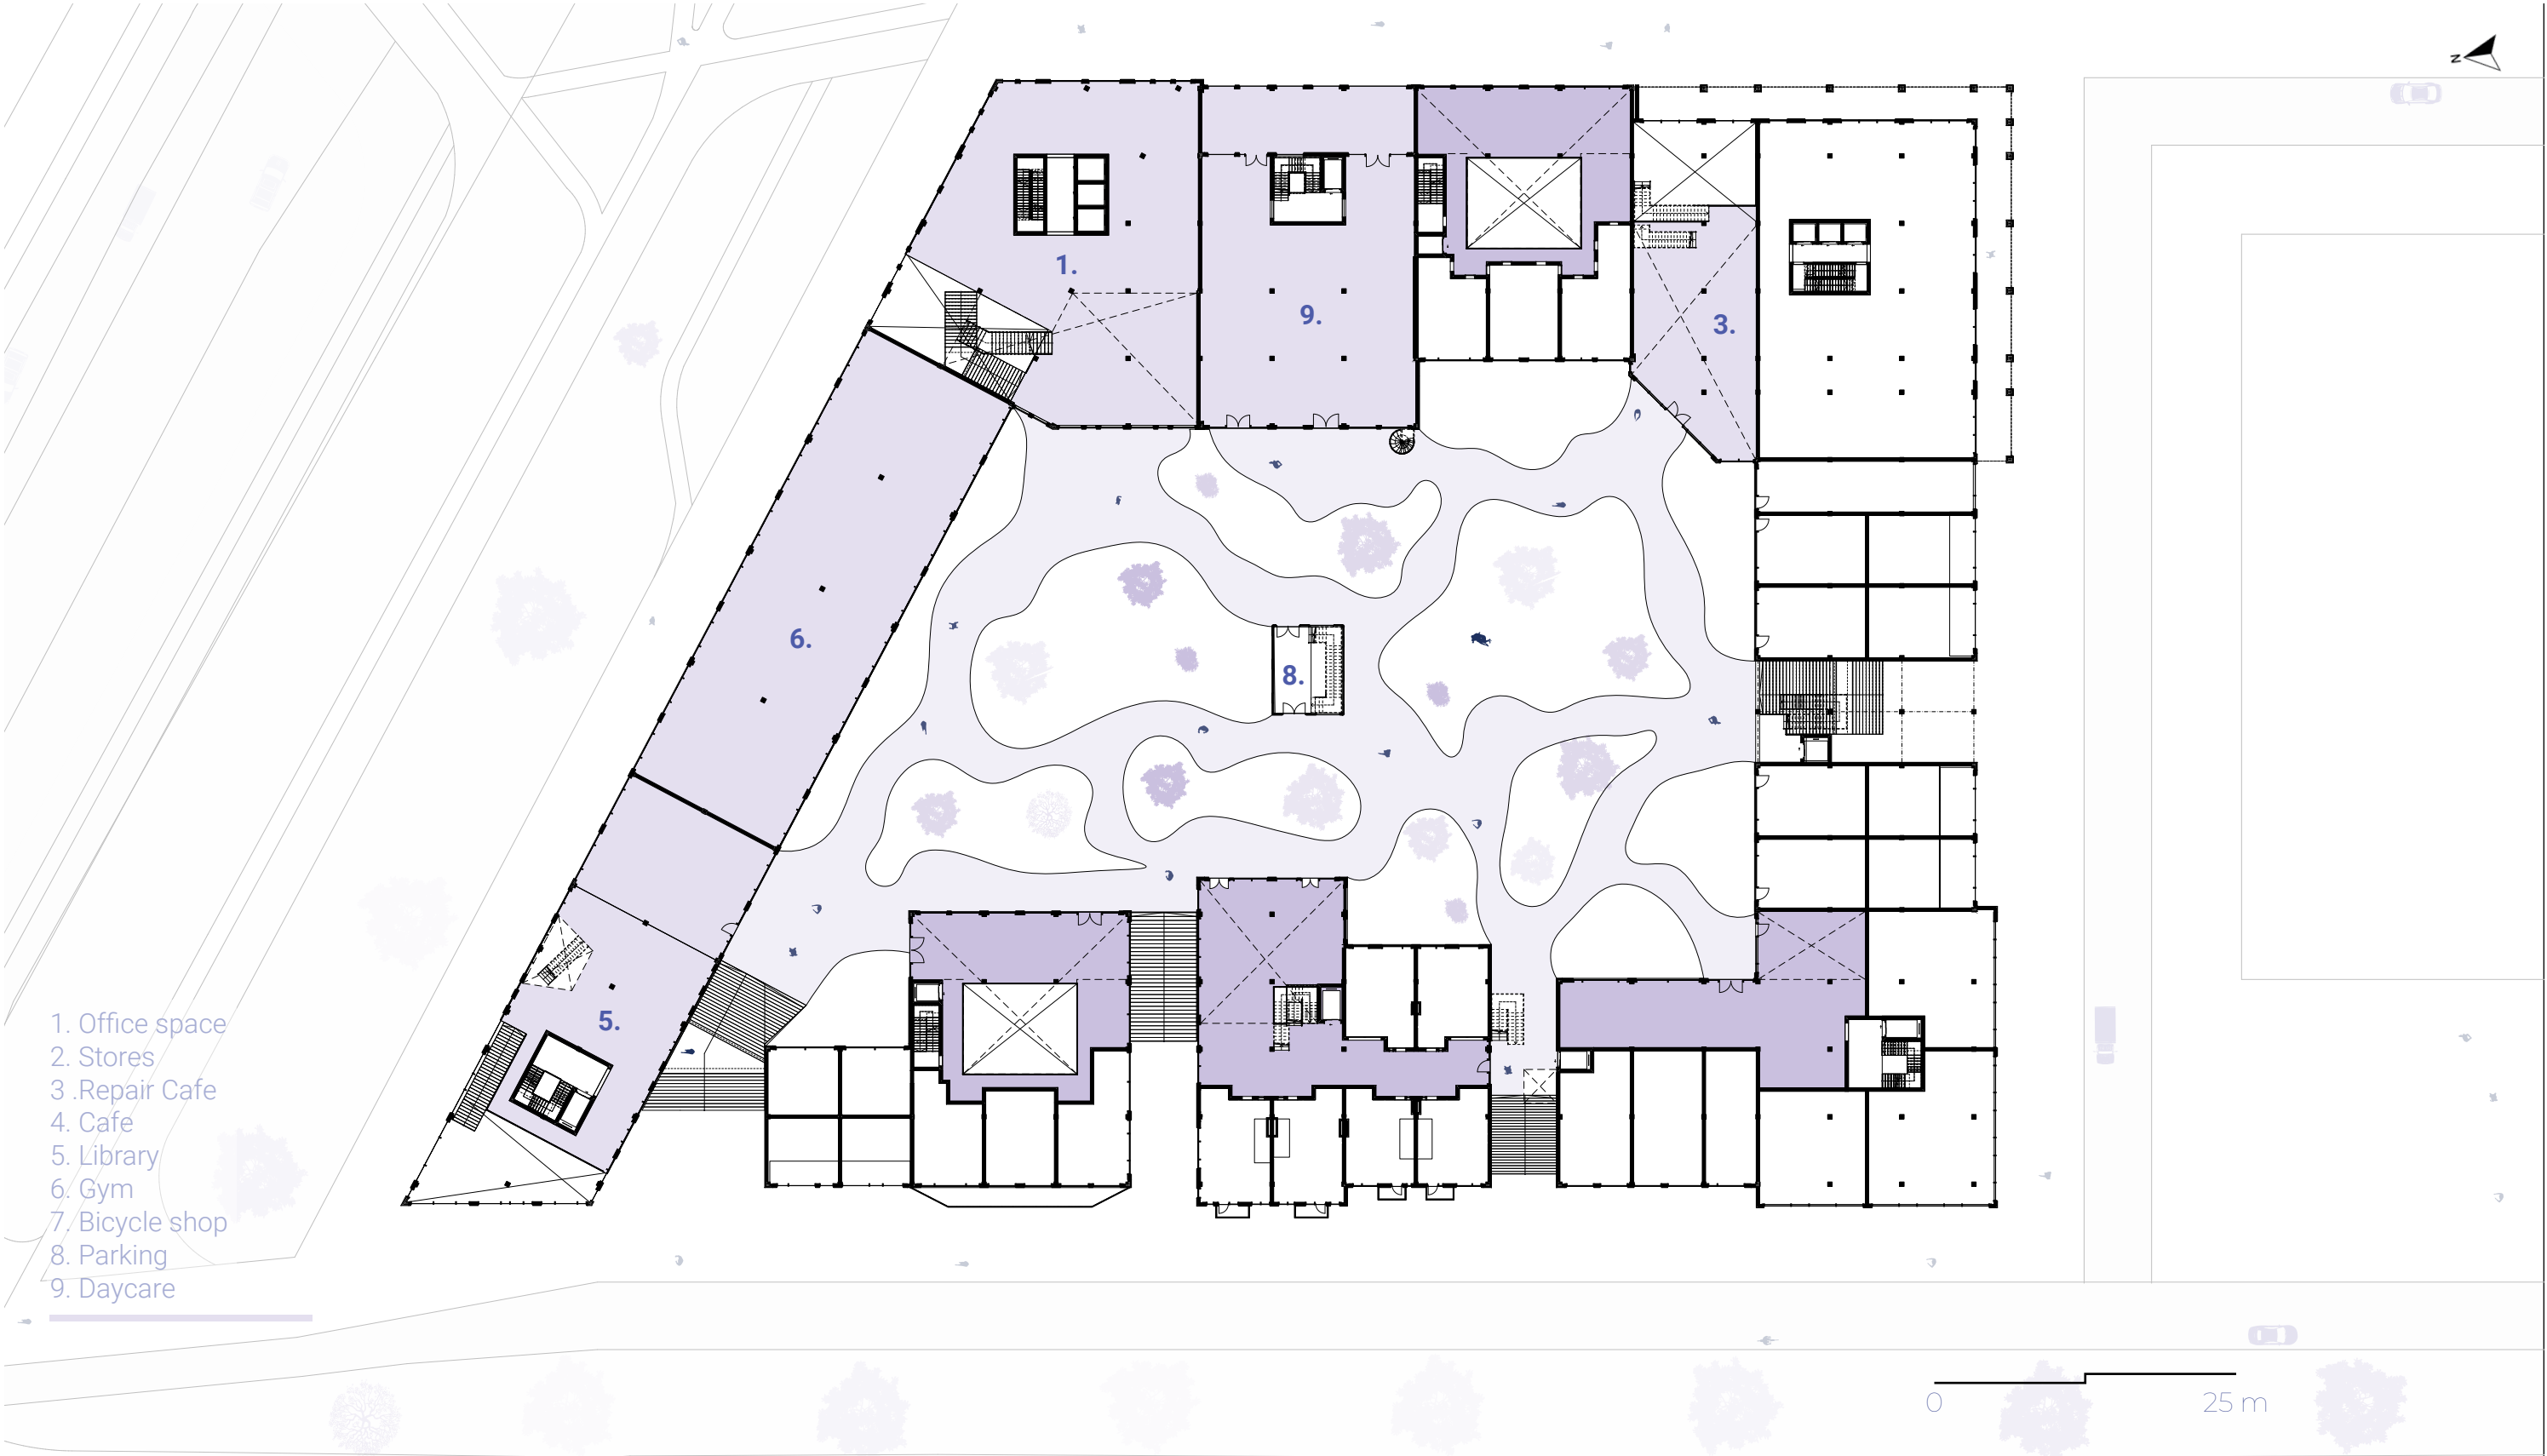 N
1.
9.
3.
6.
8.
5.
1. Office space
2. Stores
3 .Repair Cafe
4. Cafe
5. Library
6. Gym
7. Bicycle shop
8. Parking
9. Daycare
0 25 m